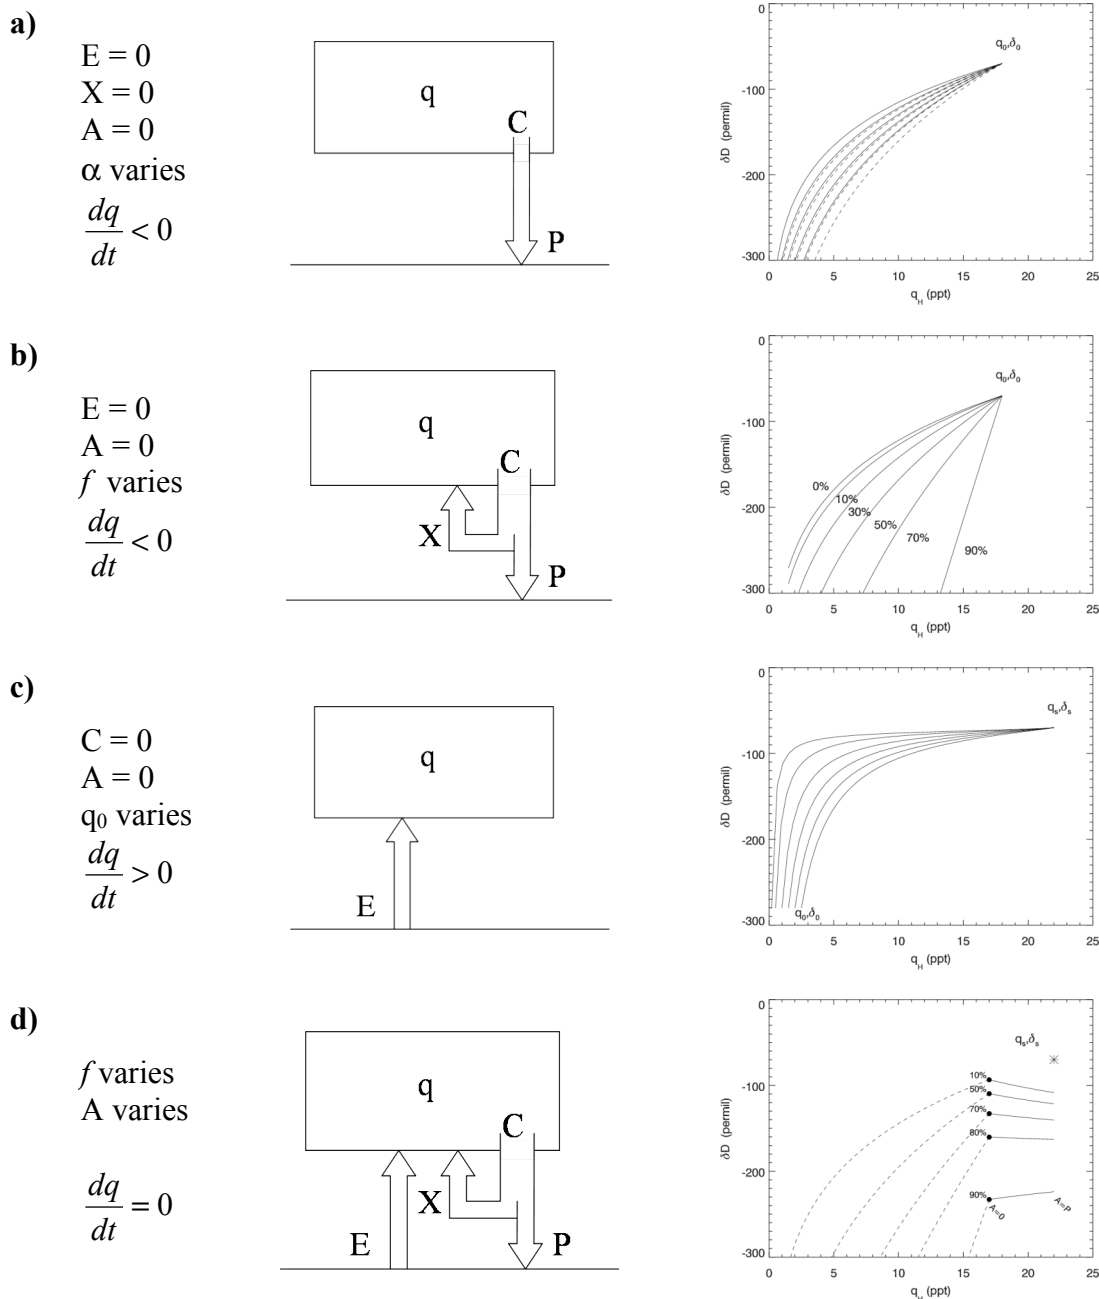 a)
E = 0
X = 0
A = 0
α varies
dq/dt < 0
q
C
P
0
-100
-200
-300
δD (permil)
q₀,δ₀
0 5 10 15 20 25
q_H (ppt)
b)
E = 0
A = 0
f varies
dq/dt < 0
q
C
X
P
0
-100
-200
-300
δD (permil)
q₀,δ₀
0%
10%
30%
50%
70%
90%
0 5 10 15 20 25
q_H (ppt)
c)
C = 0
A = 0
q₀ varies
dq/dt > 0
q
E
0
-100
-200
-300
δD (permil)
qₛ,δₛ
q₀,δ₀
0 5 10 15 20 25
q_H (ppt)
d)
f varies
A varies
dq/dt = 0
q
C
X
E
P
0
-100
-200
-300
δD (permil)
qₛ,δₛ
10%
50%
70%
80%
90%
A=0
A=P
0 5 10 15 20 25
q_H (ppt)